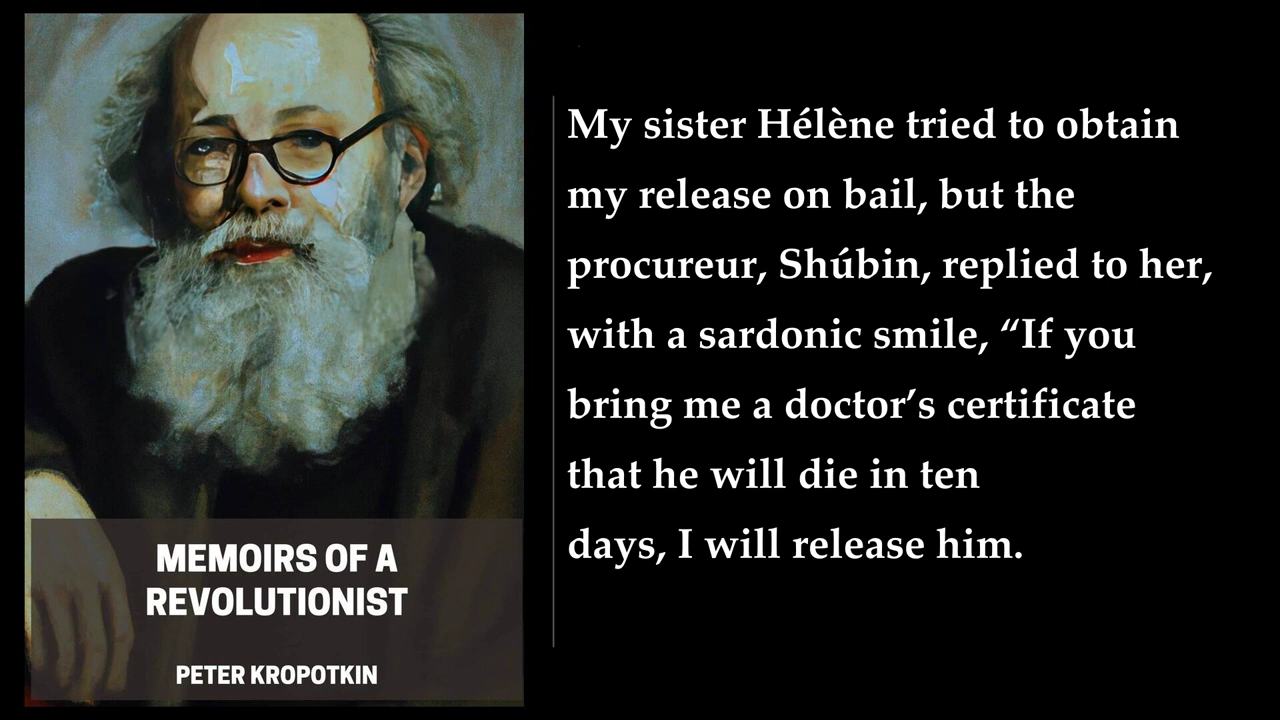 MEMOIRS OF A
REVOLUTIONIST
PETER KROPOTKIN
My sister Hélène tried to obtain
my release on bail, but the
procureur, Shúbin, replied to her,
with a sardonic smile, “If you
bring me a doctor’s certificate
that he will die in ten
days, I will release him.